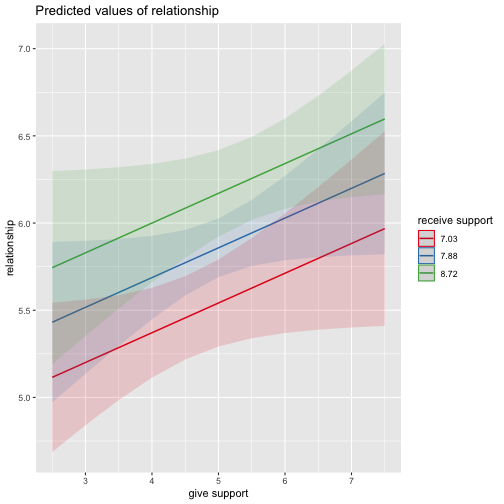 Predicted values of relationship
7.0
6.5
6.0
5.5
5.0
relationship
3 4 5 6 7
give support
receive support
7.03
7.88
8.72